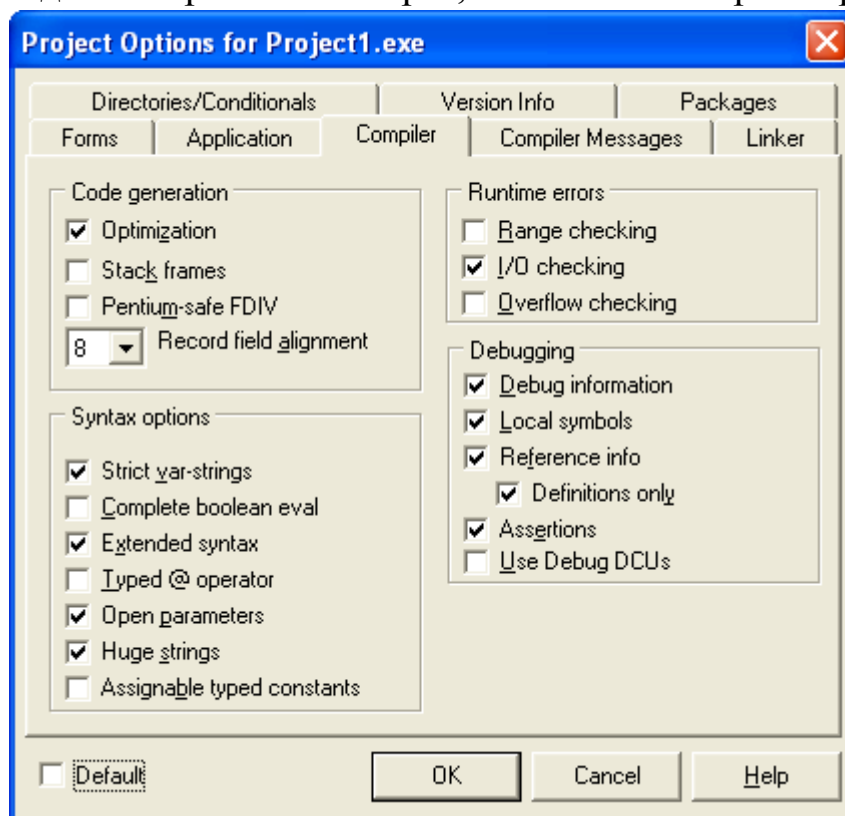 Project Options for Project1.exe
Directories/Conditionals Version Info Packages
Forms Application Compiler Compiler Messages Linker
Code generation
Optimization
Stack frames
Pentium-safe FDIV
8 Record field alignment
Syntax options
Strict var-strings
Complete boolean eval
Extended syntax
Typed @ operator
Open parameters
Huge strings
Assignable typed constants
Runtime errors
Range checking
I/O checking
Overflow checking
Debugging
Debug information
Local symbols
Reference info
Definitions only
Assertions
Use Debug DCUs
Default OK Cancel Help